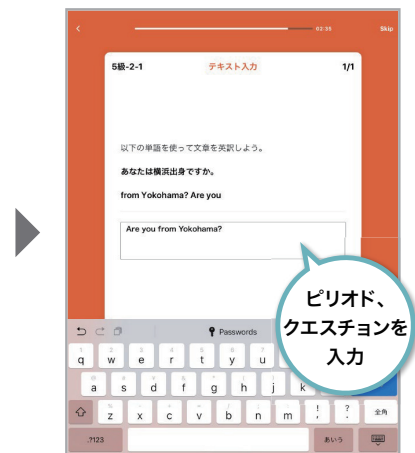 02:35
Skip
5級-2-1
テキスト入力
1/1
以下の単語を使って文章を英訳しよう。
あなたは横浜出身ですか。
from Yokohama? Are you
Are you from Yokohama?
ピリオド、
クエスチョンを
入力
Passwords
q w e r t y u
a s d f g h j k
z x c v b n m ! ? 全角
.?123
あいう